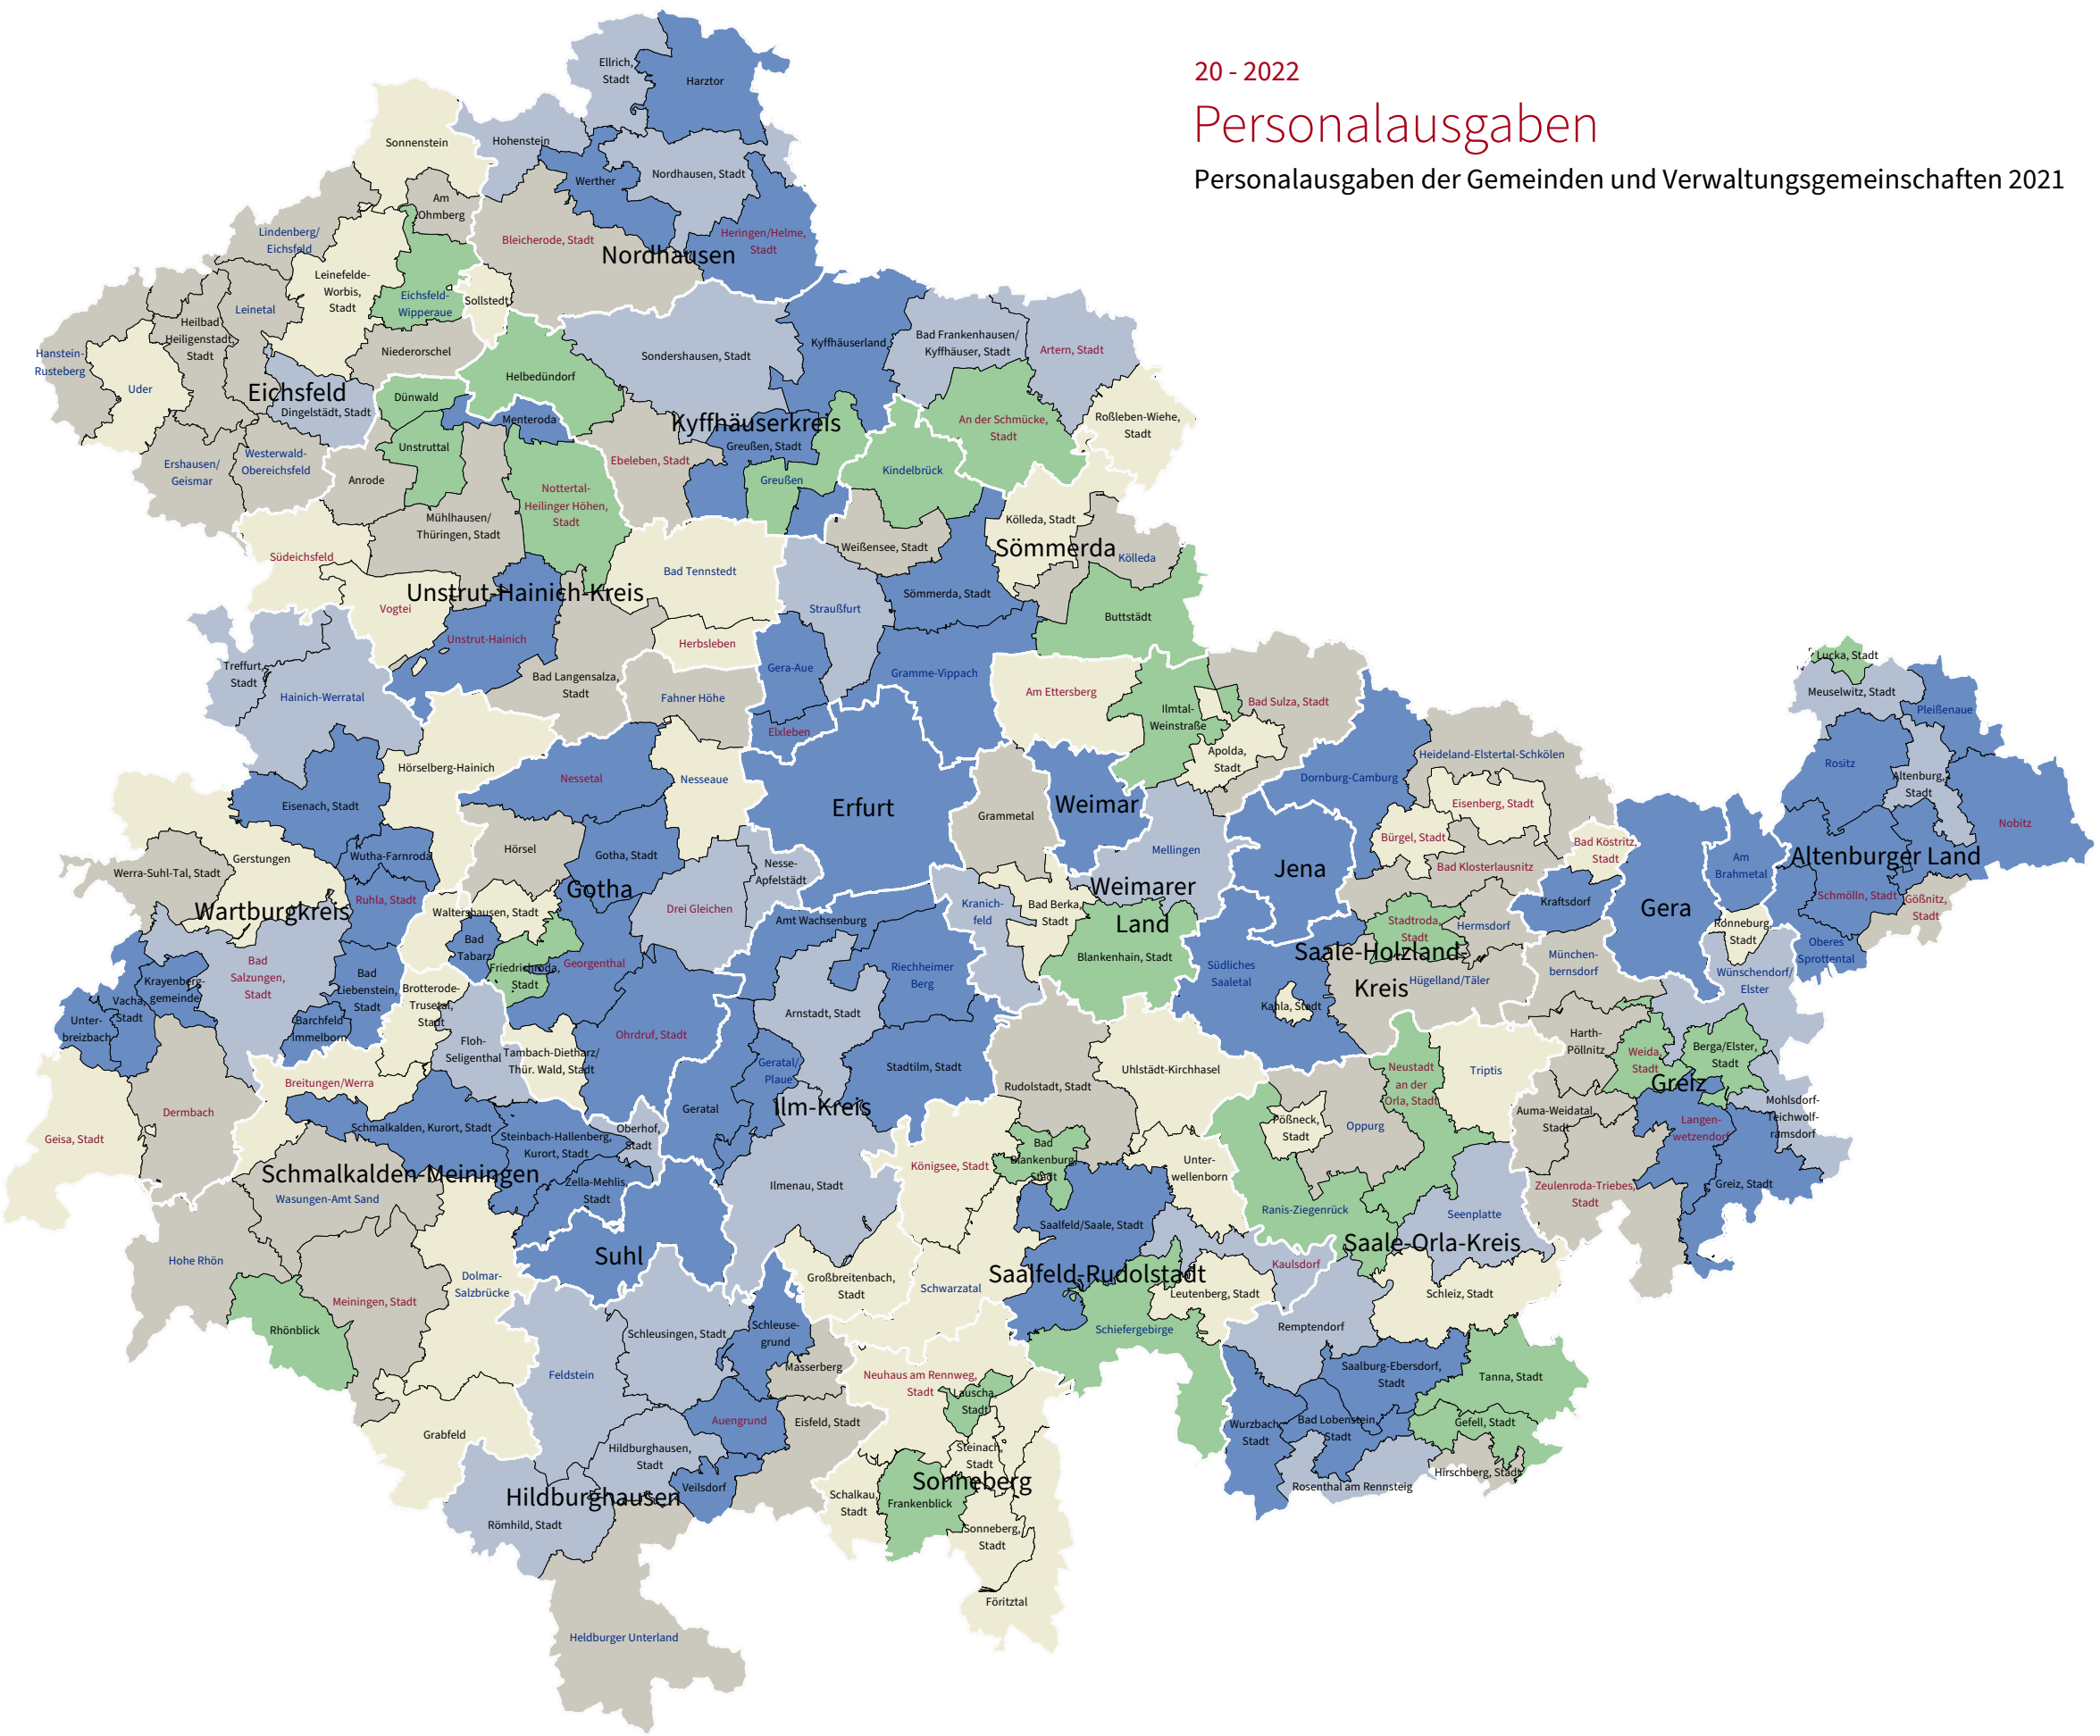 20 - 2022
Personalausgaben
Personalausgaben der Gemeinden und Verwaltungsgemeinschaften 2021
Ellrich,
Stadt
Harztor
Sonnenstein
Hohenstein
Werther
Nordhausen, Stadt
Am
Ohmberg
Lindenberg/
Eichsfeld
Bleicherode, Stadt
Heringen/Helme,
Stadt
Nordhausen
Leinefelde-
Worbis,
Stadt
Eichsfeld-
Wipperaue
Sollstedt
Leinetal
Heilbad
Heiligenstadt,
Stadt
Hanstein-
Rusteberg
Uder
Niederorschel
Eichsfeld
Dingelstädt, Stadt
Sondershausen, Stadt
Kyffhäuserland
Bad Frankenhausen/
Kyffhäuser, Stadt
Artern, Stadt
Helbedündorf
Dünwald
Menteroda
Kyffhäuserkreis
An der Schmücke,
Stadt
Roßleben-Wiehe,
Stadt
Unstruttal
Greußen, Stadt
Ebeleben, Stadt
Greußen
Kindelbrück
Ershausen/
Geismar
Westerwald-
Obereichsfeld
Anrode
Nottertal-
Heilinger Höhen,
Stadt
Mühlhausen/
Thüringen, Stadt
Kölleda, Stadt
Weißensee, Stadt
Sömmerda
Kölleda
Südeichsfeld
Bad Tennstedt
Unstrut-Hainich-Kreis
Sömmerda, Stadt
Vogtei
Straußfurt
Buttstädt
Unstrut-Hainich
Herbsleben
Treffurt,
Stadt
Hainich-Werratal
Bad Langensalza,
Stadt
Gera-Aue
Gramme-Vippach
Fahner Höhe
Am Ettersberg
Ilmtal-
Weinstraße
Bad Sulza, Stadt
Elxleben
Apolda,
Stadt
Lucka, Stadt
Meuselwitz, Stadt
Pleißenaue
Hörselberg-Hainich
Nessetal
Nesseaue
Dornburg-Camburg
Heideland-Elstertal-Schkölen
Rositz
Altenburg,
Stadt
Eisenach, Stadt
Erfurt
Weimar
Grammetal
Eisenberg, Stadt
Nobitz
Bürgel, Stadt
Bad Köstritz,
Stadt
Wutha-Farnroda
Gerstungen
Hörsel
Gotha, Stadt
Nesse-
Apfelstädt
Mellingen
Jena
Bad Klosterlausnitz
Am
Brahmetal
Altenburger Land
Werra-Suhl-Tal, Stadt
Gotha
Weimarer
Land
Ruhla, Stadt
Wartburgkreis
Waltershausen, Stadt
Drei Gleichen
Amt Wachsenburg
Kranich-
feld
Bad Berka,
Stadt
Kraftsdorf
Gera
Schmölln, Stadt
Gößnitz,
Stadt
Stadtroda,
Stadt
Hermsdorf
Ronneburg,
Stadt
Bad
Tabarz
Blankenhain, Stadt
Saale-Holzland-
Kreis
Oberes
Sprottental
Friedrichroda,
Stadt
Georgenthal
Riechheimer
Berg
Südliches
Saaletal
Hügelland/Täler
München-
bernsdorf
Wünschendorf/
Elster
Bad
Salzungen,
Stadt
Bad
Liebenstein,
Stadt
Krayenberg-
gemeinde
Vacha,
Stadt
Unter-
breizbach
Brotterode-
Trusetal,
Stadt
Barchfeld-
Immelborn
Arnstadt, Stadt
Kahla, Stadt
Floh-
Seligenthal
Tambach-Dietharz/
Thür. Wald, Stadt
Ohrdruf, Stadt
Harth-
Pöllnitz
Weida,
Stadt
Berga/Elster,
Stadt
Geratal/
Plaue
Stadtilm, Stadt
Uhlstädt-Kirchhasel
Neustadt
an der
Orla, Stadt
Triptis
Greiz
Breitungen/Werra
Rudolstadt, Stadt
Mohlsdorf-
Teichwolf-
ramsdorf
Dermbach
Geratal
Ilm-Kreis
Auma-Weidatal,
Stadt
Langen-
wetzendorf
Geisa, Stadt
Schmalkalden, Kurort, Stadt
Steinbach-Hallenberg,
Kurort, Stadt
Oberhof,
Stadt
Pößneck,
Stadt
Oppurg
Bad
Blankenburg,
Stadt
Königsee, Stadt
Unter-
wellenborn
Schmalkalden-Meiningen
Wasungen-Amt Sand
Zella-Mehlis,
Stadt
Ilmenau, Stadt
Zeulenroda-Triebes,
Stadt
Greiz, Stadt
Ranis-Ziegenrück
Seenplatte
Saalfeld/Saale, Stadt
Saale-Orla-Kreis
Hohe Rhön
Suhl
Kaulsdorf
Saalfeld-Rudolstadt
Dolmar-
Salzbrücke
Großbreitenbach,
Stadt
Schwarzatal
Leutenberg, Stadt
Schleiz, Stadt
Meiningen, Stadt
Rhönblick
Schleusingen, Stadt
Schleuse-
grund
Schiefergebirge
Remptendorf
Masserberg
Feldstein
Neuhaus am Rennweg,
Stadt
Lauscha,
Stadt
Saalburg-Ebersdorf,
Stadt
Tanna, Stadt
Auengrund
Eisfeld, Stadt
Wurzbach,
Stadt
Bad Lobenstein,
Stadt
Gefell, Stadt
Grabfeld
Hildburghausen,
Stadt
Steinach,
Stadt
Hirschberg, Stadt
Rosenthal am Rennsteig
Sonneberg
Veilsdorf
Hildburghausen
Schalkau,
Stadt
Frankenblick
Römhild, Stadt
Sonneberg,
Stadt
Föritztal
Heldburger Unterland